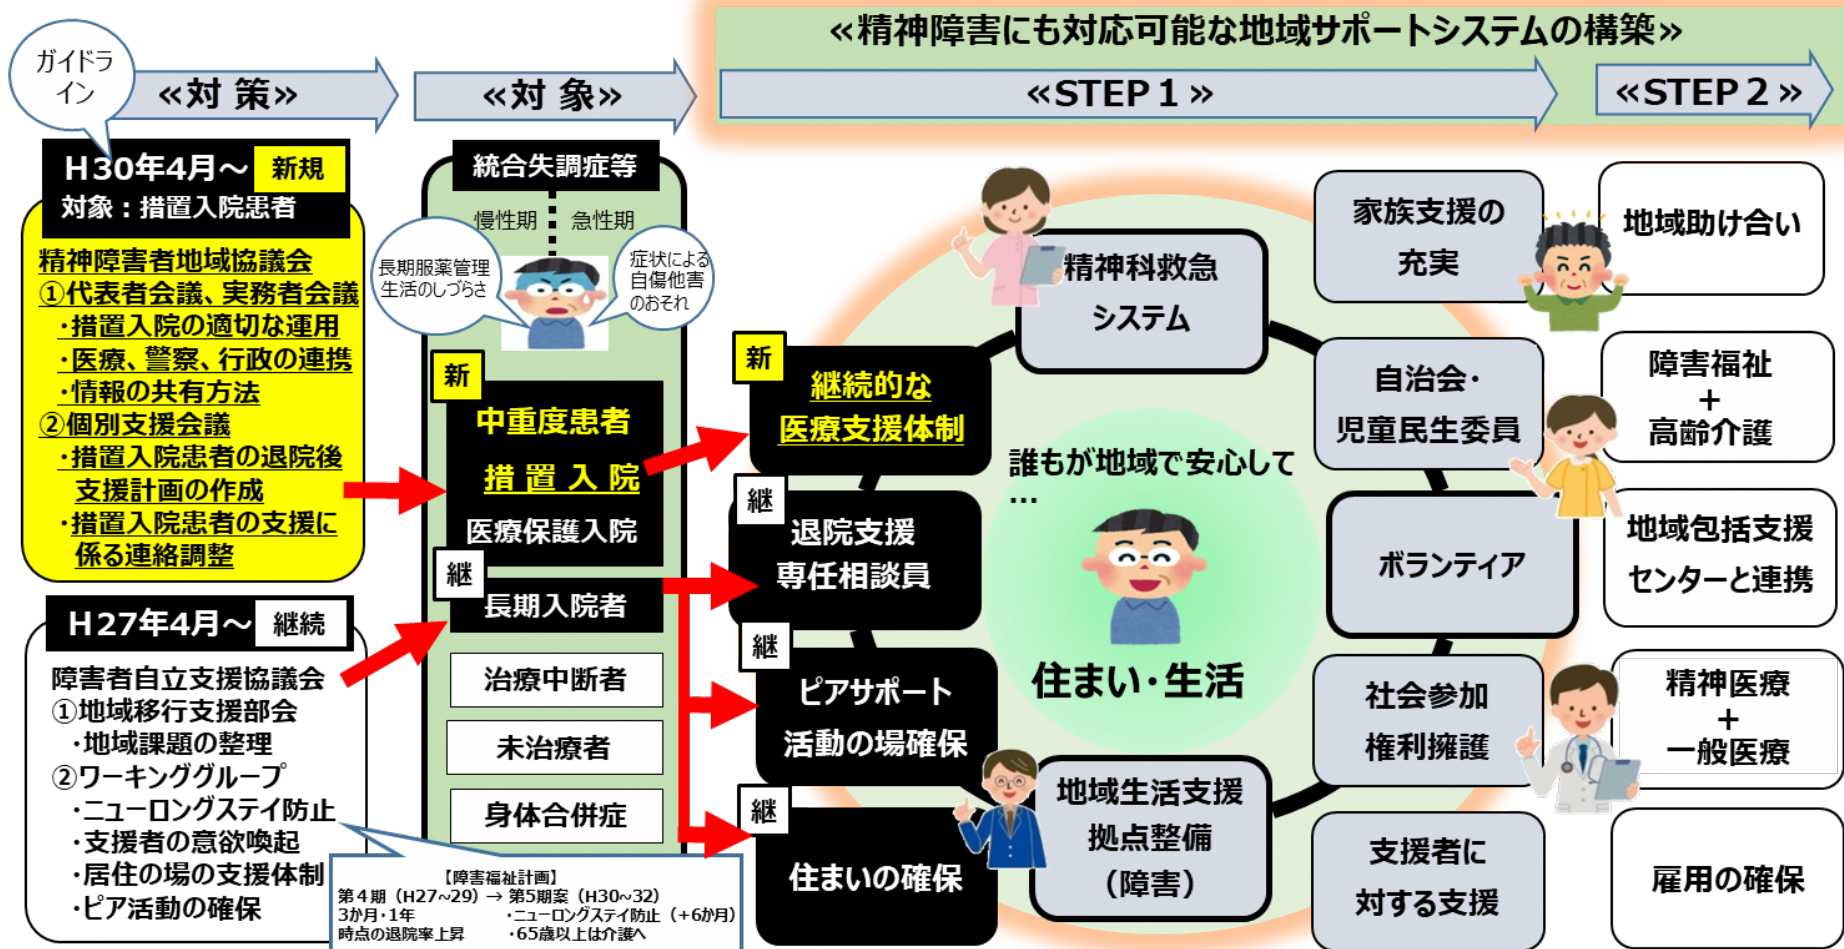 «精神障害にも対応可能な地域サポートシステムの構築»
ガイドラ
イン
«対 策»
«対 象»
«STEP１»
«STEP２»
H30年4月～ 新規
対象：措置入院患者
精神障害者地域協議会
①代表者会議、実務者会議
・措置入院の適切な運用
・医療、警察、行政の連携
・情報の共有方法
②個別支援会議
・措置入院患者の退院後
支援計画の作成
・措置入院患者の支援に
係る連絡調整
H27年4月～ 継続
障害者自立支援協議会
①地域移行支援部会
・地域課題の整理
②ワーキンググループ
・ニューロングステイ防止
・支援者の意欲喚起
・居住の場の支援体制
・ピア活動の確保
統合失調症等
慢性期
急性期
長期服薬管理
生活のしづらさ
症状による
自傷他害
のおそれ
新
中重度患者
措 置 入 院
医療保護入院
継
長期入院者
治療中断者
未治療者
身体合併症
【障害福祉計画】
第４期（H27~29）→ 第5期案（H30~32）
3か月・1年 ・ニューロングステイ防止（+6か月）
時点の退院率上昇 ・65歳以上は介護へ
新
継続的な
医療支援体制
継
退院支援
専任相談員
継
ピアサポート
活動の場確保
継
住まいの確保
精神科救急
システム
誰もが地域で安心して
…
住まい・生活
地域生活支援
拠点整備
（障害）
家族支援の
充実
自治会・
児童民生委員
ボランティア
社会参加
権利擁護
支援者に
対する支援
地域助け合い
障害福祉
+
高齢介護
地域包括支援
センターと連携
精神医療
+
一般医療
雇用の確保